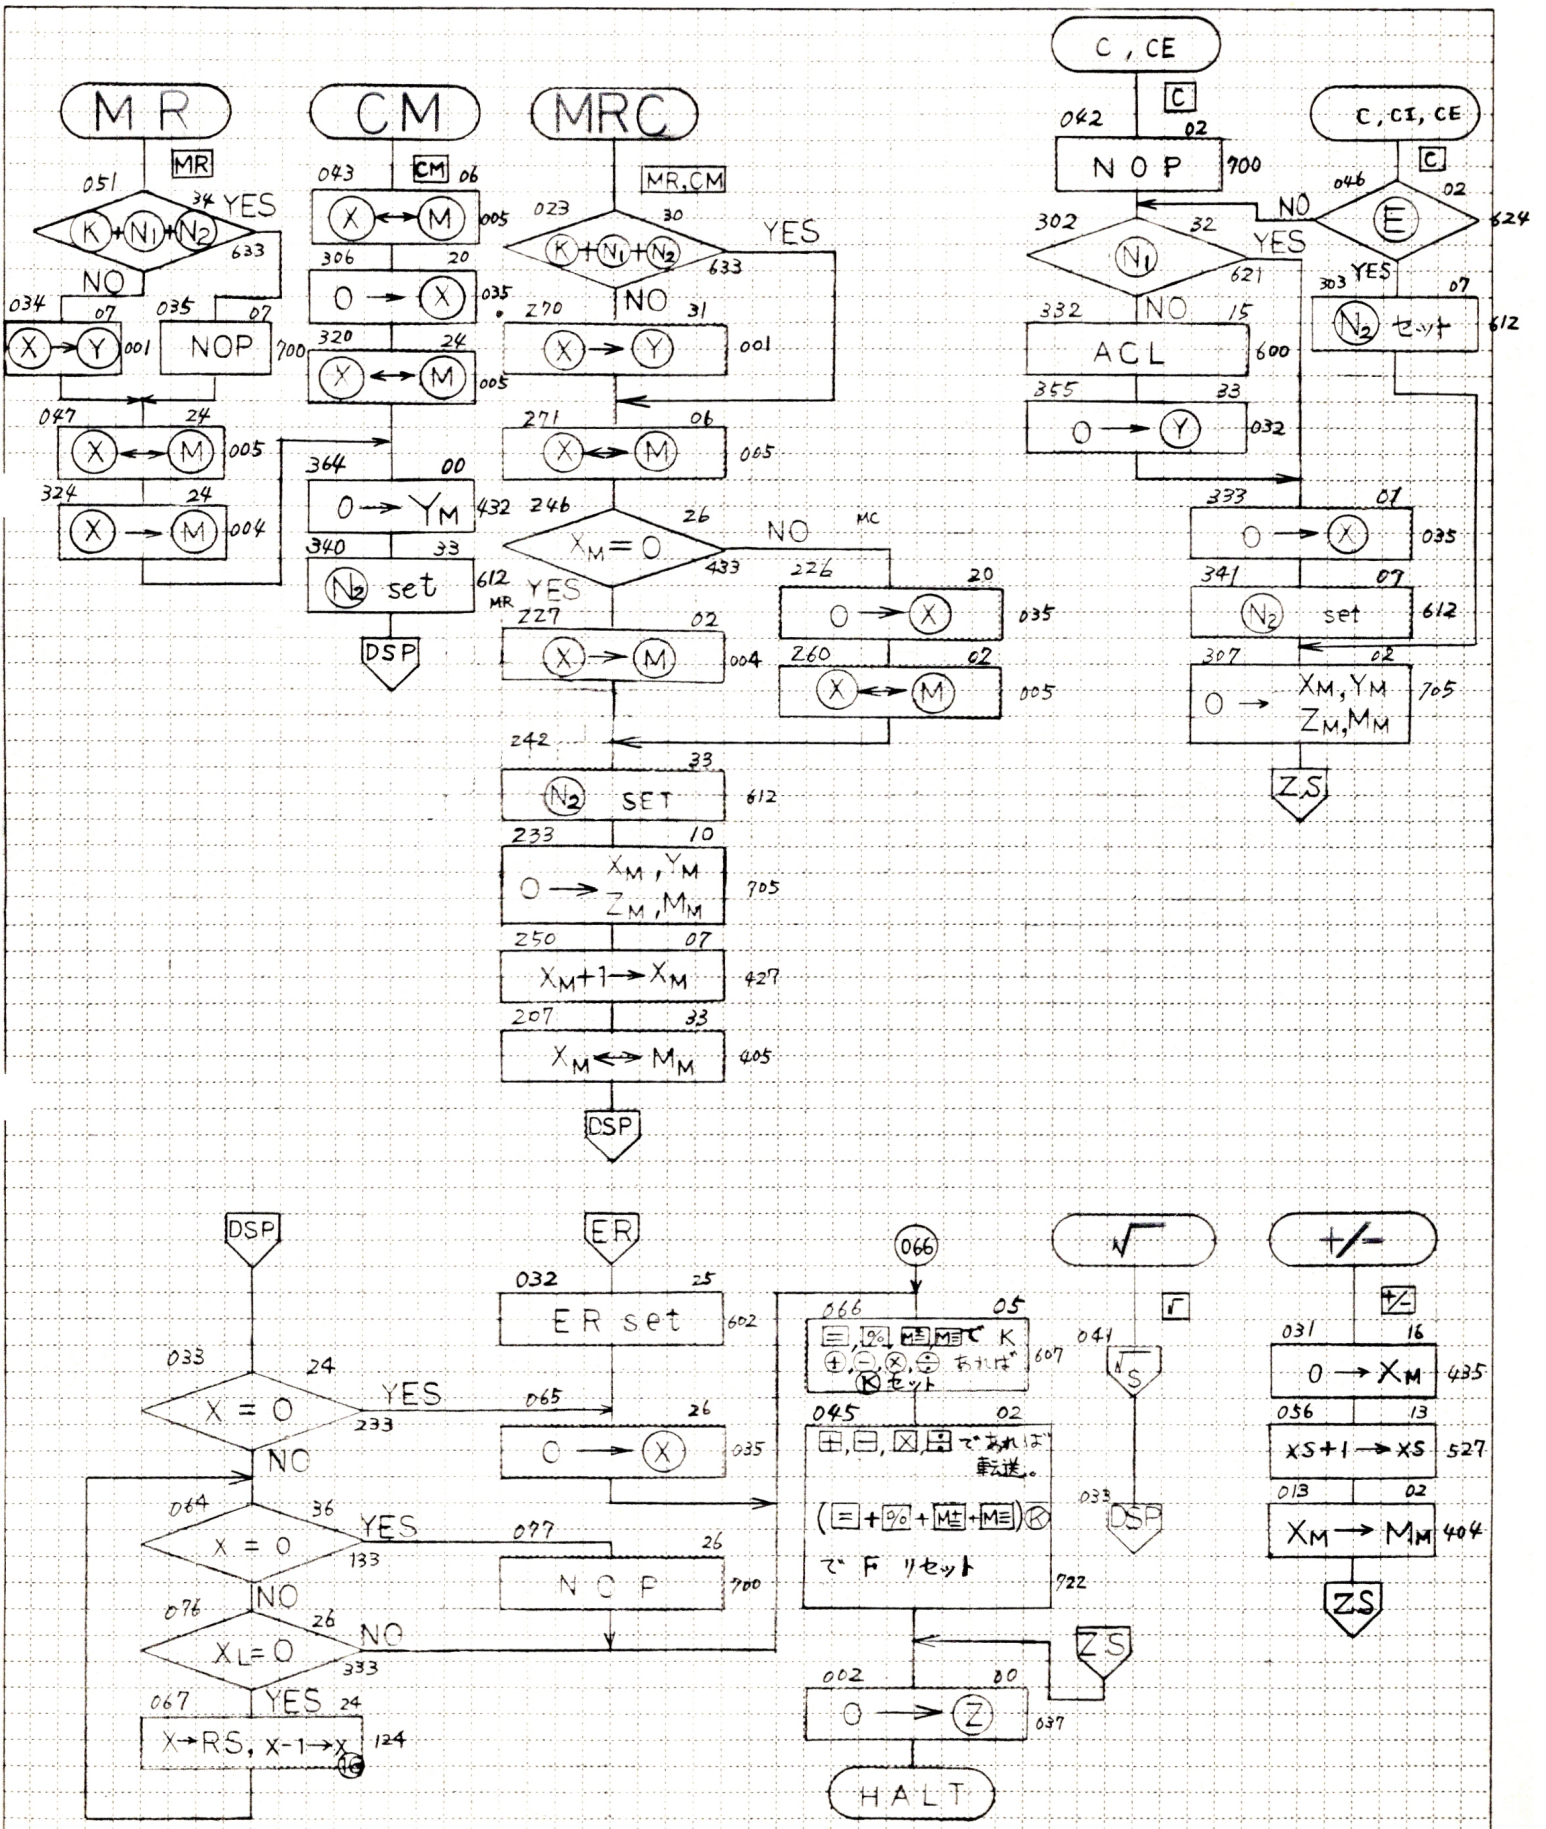 MR
MR
051
34
K+N1+N2
YES
633
NO
034
07
X→Y
001
035
07
NOP
700
047
24
X↔M
005
324
24
X→M
004
CM
CM
043
06
X↔M
005
306
20
0→X
035
320
24
X↔M
005
364
00
0→YM
432
340
33
N2 set
612
DSP
MRC
MR,CM
023
30
K+N1+N2
YES
633
NO
270
31
X→Y
001
271
06
X↔M
005
246
26
XM=0
NO
MC
433
YES
MR
227
02
X→M
004
226
20
0→X
035
260
02
X↔M
005
242
33
N2 SET
612
233
10
0→XM,YM
ZM,MM
705
250
07
XM+1→XM
427
207
33
XM↔MM
405
DSP
C, CE
C
042
02
NOP
700
302
32
N1
YES
621
NO
332
15
ACL
600
355
33
0→Y
032
C, CI, CE
C
046
02
E
NO
624
YES
303
07
N2 セット
612
333
01
0→X
035
341
07
N2 set
612
307
02
0→XM,YM
ZM,MM
705
ZS
DSP
033
24
X=0
YES
233
NO
064
36
X=0
YES
133
NO
076
26
XL=0
NO
333
YES
067
24
X→RS, X-1→X
16
124
ER
032
25
ER set
602
065
26
0→X
035
077
26
NOP
700
066
066
05
=,%,M±,M=で K
+,−,×,÷ あれば
K セット
607
045
02
+,−,×,÷ であれば
転送。
(=+%+M±+M=)K
で F リセット
722
ZS
002
00
0→Z
037
HALT
√
√
041
√S
033
DSP
+/−
+/−
031
16
0→XM
435
056
13
XS+1→XS
527
013
02
XM→MM
404
ZS